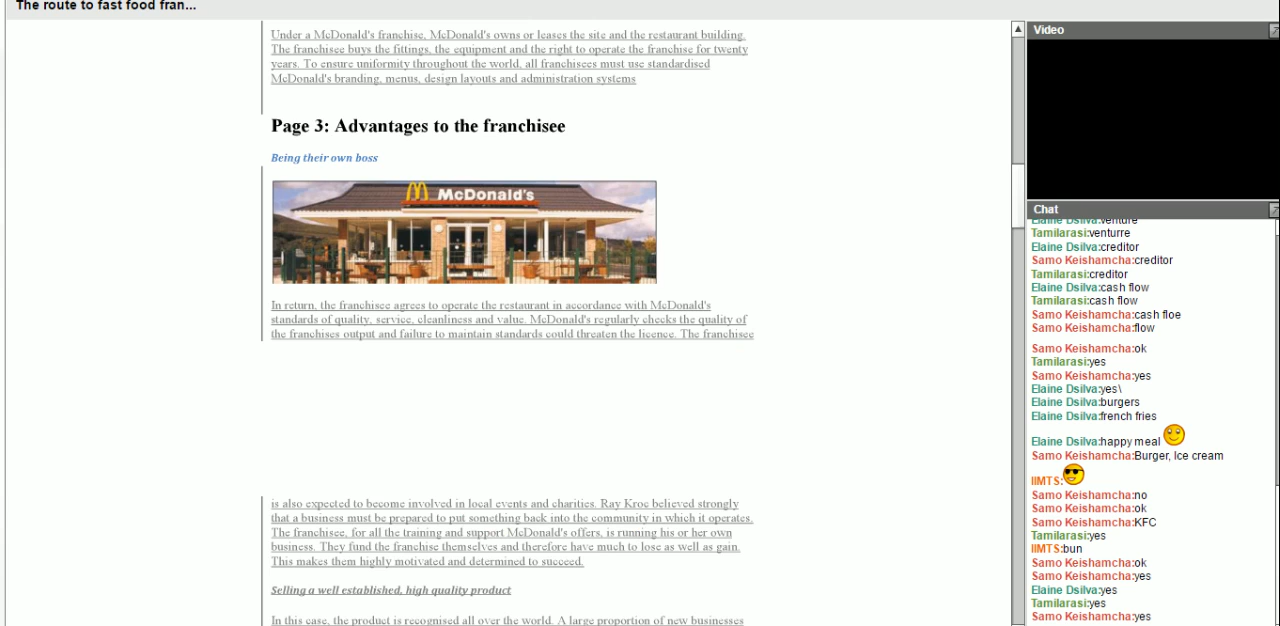 The route to fast food fran...
Under a McDonald's franchise, McDonald's owns or leases the site and the restaurant building.
The franchisee buys the fittings, the equipment and the right to operate the franchise for twenty
years. To ensure uniformity throughout the world, all franchisees must use standardised
McDonald's branding, menus, design layouts and administration systems
Page 3: Advantages to the franchisee
Being their own boss
McDonald's
In return, the franchisee agrees to operate the restaurant in accordance with McDonald's
standards of quality, service, cleanliness and value. McDonald's regularly checks the quality of
the franchises output and failure to maintain standards could threaten the licence. The franchisee
is also expected to become involved in local events and charities. Ray Kroc believed strongly
that a business must be prepared to put something back into the community in which it operates.
The franchisee, for all the training and support McDonald's offers, is running his or her own
business. They fund the franchise themselves and therefore have much to lose as well as gain.
This makes them highly motivated and determined to succeed.
Selling a well established, high quality product
In this case, the product is recognised all over the world. A large proportion of new businesses
Video
Chat
Elaine Dsilva:venture
Tamilarasi:venturre
Elaine Dsilva:creditor
Samo Keishamcha:creditor
Tamilarasi:creditor
Elaine Dsilva:cash flow
Tamilarasi:cash flow
Samo Keishamcha:cash floe
Samo Keishamcha:flow
Samo Keishamcha:ok
Tamilarasi:yes
Samo Keishamcha:yes
Elaine Dsilva:yes\
Elaine Dsilva:burgers
Elaine Dsilva:french fries
Elaine Dsilva:happy meal
Samo Keishamcha:Burger, Ice cream
IIMTS:
Samo Keishamcha:no
Samo Keishamcha:ok
Samo Keishamcha:KFC
Tamilarasi:yes
IIMTS:bun
Samo Keishamcha:ok
Samo Keishamcha:yes
Elaine Dsilva:yes
Tamilarasi:yes
Samo Keishamcha:yes